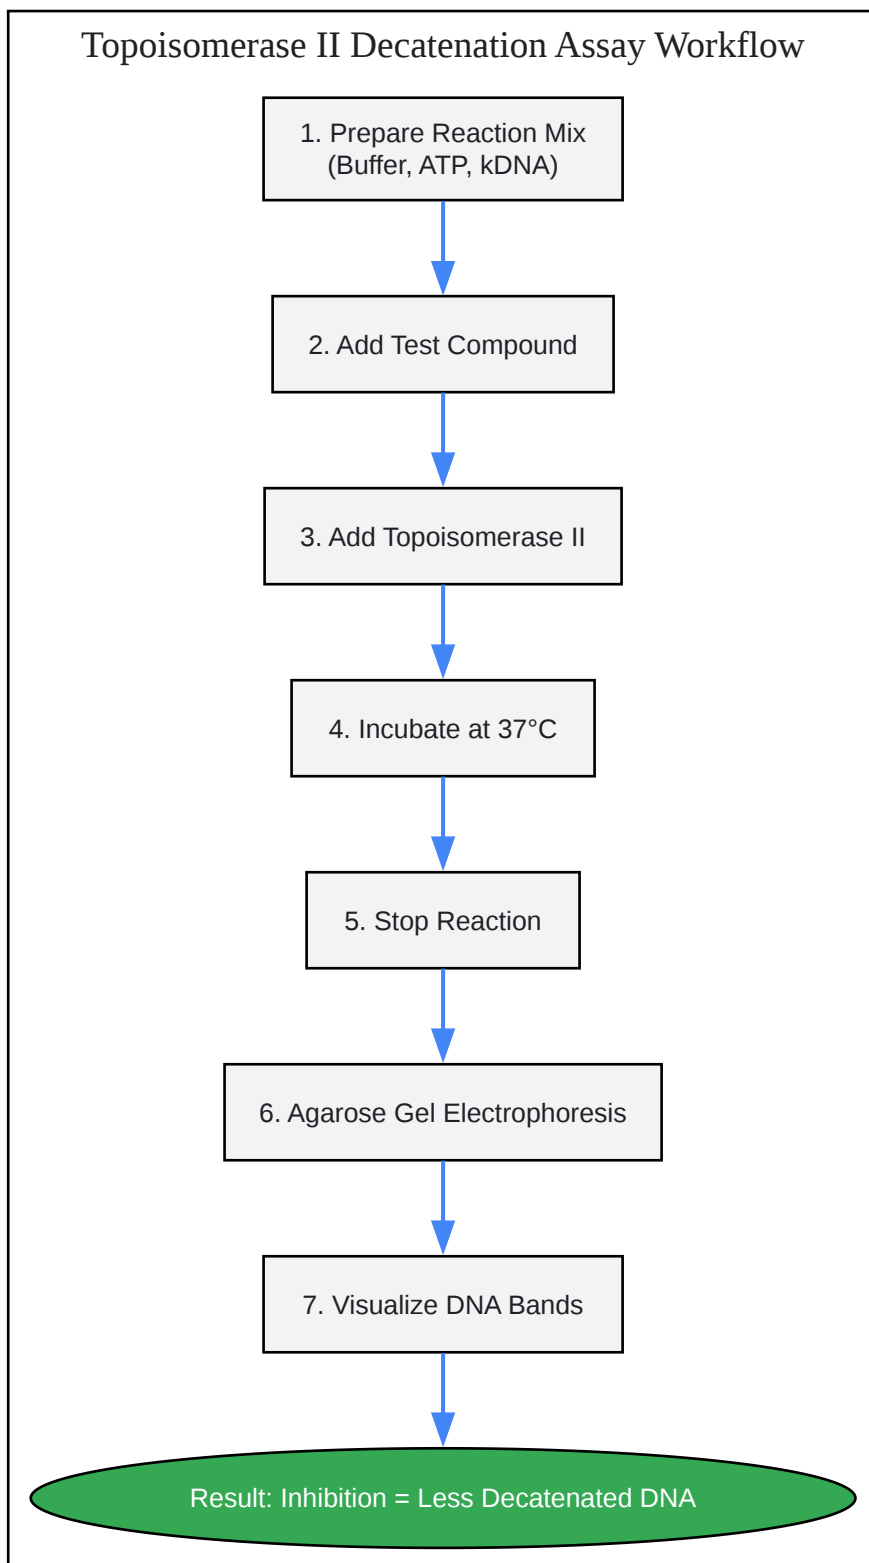 Topoisomerase II Decatenation Assay Workflow
1. Prepare Reaction Mix
(Buffer, ATP, kDNA)
2. Add Test Compound
3. Add Topoisomerase II
4. Incubate at 37°C
5. Stop Reaction
6. Agarose Gel Electrophoresis
7. Visualize DNA Bands
Result: Inhibition = Less Decatenated DNA